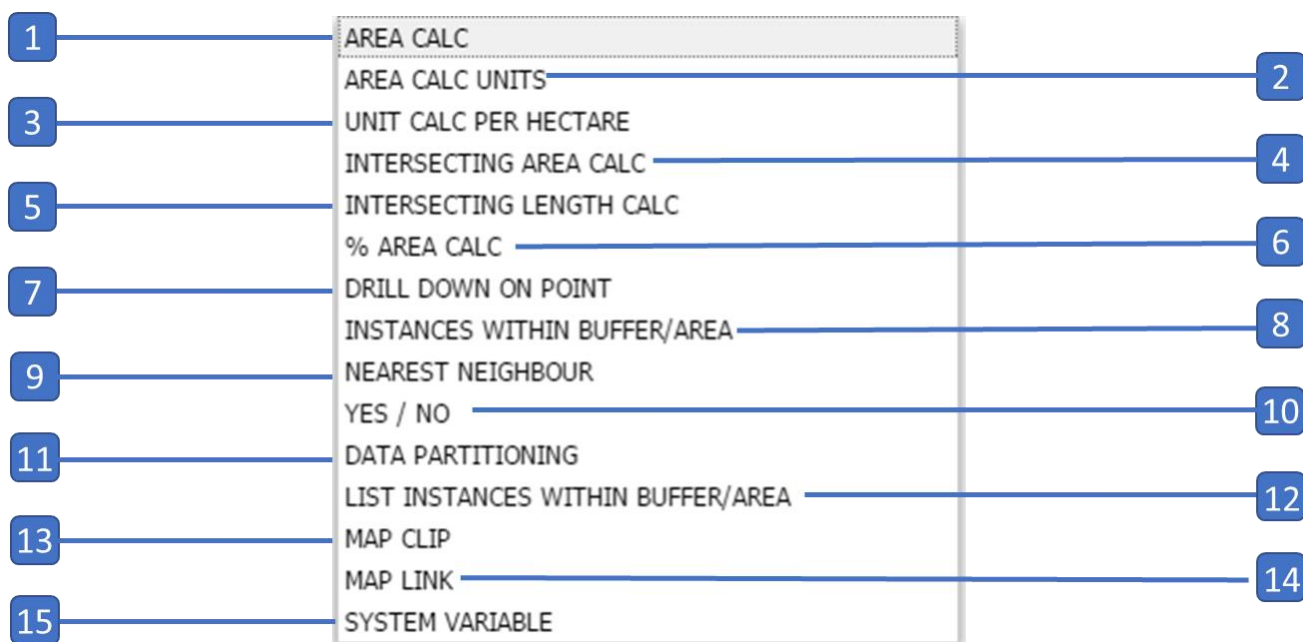 1 AREA CALC
AREA CALC UNITS 2
3 UNIT CALC PER HECTARE
INTERSECTING AREA CALC 4
5 INTERSECTING LENGTH CALC
% AREA CALC 6
7 DRILL DOWN ON POINT
INSTANCES WITHIN BUFFER/AREA 8
9 NEAREST NEIGHBOUR
YES / NO 10
11 DATA PARTITIONING
LIST INSTANCES WITHIN BUFFER/AREA 12
13 MAP CLIP
MAP LINK 14
15 SYSTEM VARIABLE